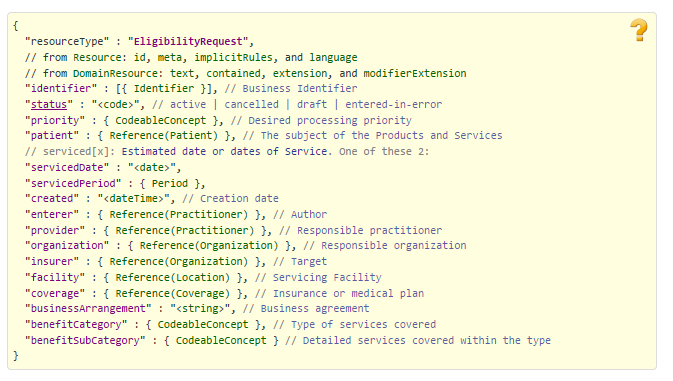 {
"resourceType" : "EligibilityRequest",
// from Resource: id, meta, implicitRules, and language
// from DomainResource: text, contained, extension, and modifierExtension
"identifier" : [{ Identifier }], // Business Identifier
"status" : "<code>", // active | cancelled | draft | entered-in-error
"priority" : { CodeableConcept }, // Desired processing priority
"patient" : { Reference(Patient) }, // The subject of the Products and Services
// serviced[x]: Estimated date or dates of Service. One of these 2:
"servicedDate" : "<date>",
"servicedPeriod" : { Period },
"created" : "<dateTime>", // Creation date
"enterer" : { Reference(Practitioner) }, // Author
"provider" : { Reference(Practitioner) }, // Responsible practitioner
"organization" : { Reference(Organization) }, // Responsible organization
"insurer" : { Reference(Organization) }, // Target
"facility" : { Reference(Location) }, // Servicing Facility
"coverage" : { Reference(Coverage) }, // Insurance or medical plan
"businessArrangement" : "<string>", // Business agreement
"benefitCategory" : { CodeableConcept }, // Type of services covered
"benefitSubCategory" : { CodeableConcept } // Detailed services covered within the type
}